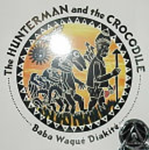 The HUNTERMAN and the CROCODILE
Baba Wagué Diakité